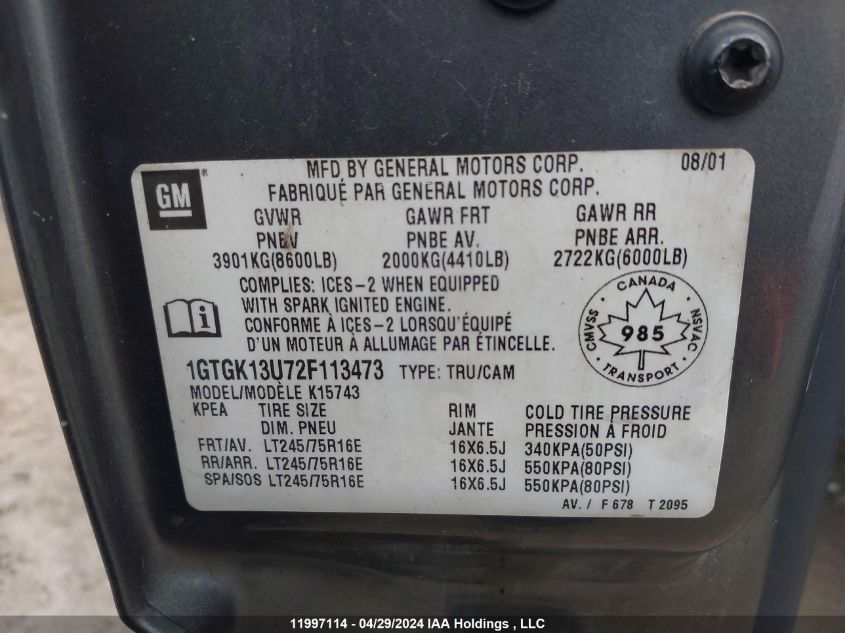 GM ®
MFD BY GENERAL MOTORS CORP. 08/01
FABRIQUÉ PAR GENERAL MOTORS CORP.
GVWR GAWR FRT GAWR RR
PNBV PNBE AV. PNBE ARR.
3901KG(8600LB) 2000KG(4410LB) 2722KG(6000LB)
COMPLIES: ICES-2 WHEN EQUIPPED
WITH SPARK IGNITED ENGINE.
CONFORME À ICES-2 LORSQU'ÉQUIPÉ
D'UN MOTEUR À ALLUMAGE PAR ÉTINCELLE.
CANADA
CMVSS 985 NSVAC
TRANSPORT
1GTGK13U72F113473 TYPE: TRU/CAM
MODEL/MODÈLE K15743
KPEA TIRE SIZE RIM COLD TIRE PRESSURE
DIM. PNEU JANTE PRESSION À FROID
FRT/AV. LT245/75R16E 16X6.5J 340KPA(50PSI)
RR/ARR. LT245/75R16E 16X6.5J 550KPA(80PSI)
SPA/SOS LT245/75R16E 16X6.5J 550KPA(80PSI)
AV. / F 678 T 2095
11997114 - 04/29/2024 IAA Holdings , LLC